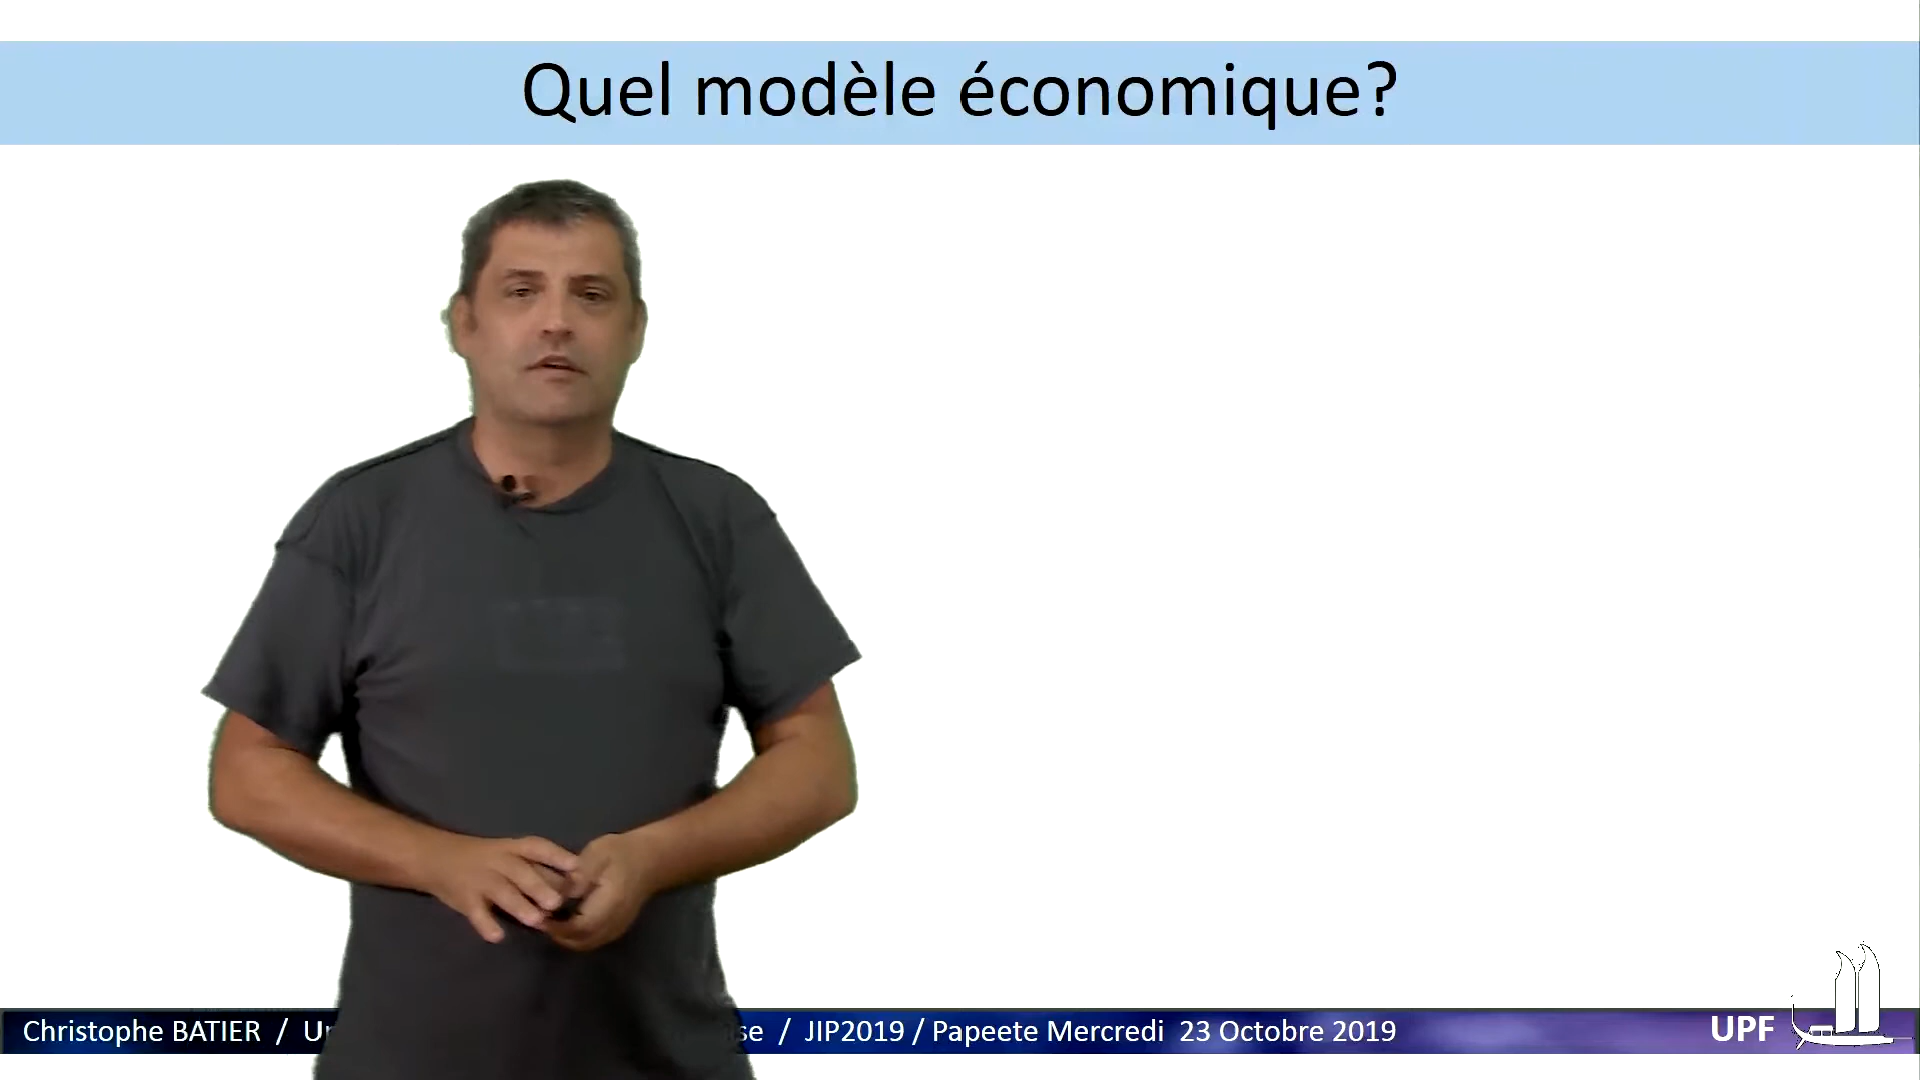 Quel modèle économique?
Christophe BATIER / se / JIP2019 / Papeete Mercredi 23 Octobre 2019
UPF